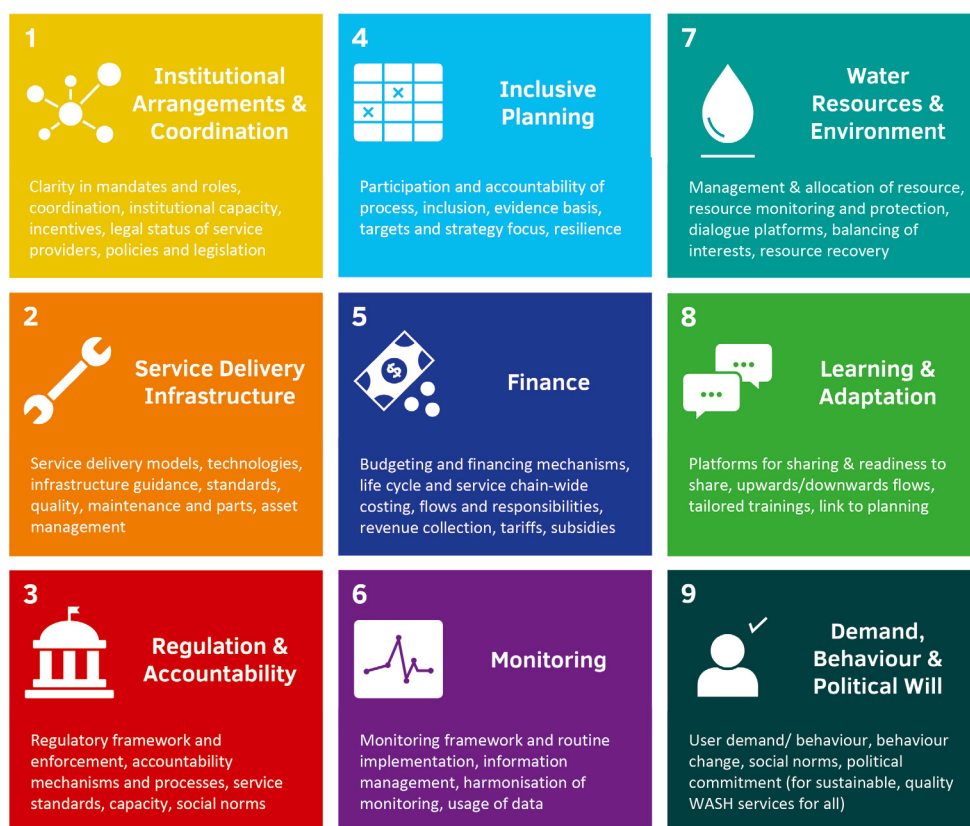 1
Institutional
Arrangements &
Coordination
Clarity in mandates and roles,
coordination, institutional capacity,
incentives, legal status of service
providers, policies and legislation
4
Inclusive
Planning
Participation and accountability of
process, inclusion, evidence basis,
targets and strategy focus, resilience
7
Water
Resources &
Environment
Management & allocation of resource,
resource monitoring and protection,
dialogue platforms, balancing of
interests, resource recovery
2
Service Delivery
Infrastructure
Service delivery models, technologies,
infrastructure guidance, standards,
quality, maintenance and parts, asset
management
5
Finance
Budgeting and financing mechanisms,
life cycle and service chain-wide
costing, flows and responsibilities,
revenue collection, tariffs, subsidies
8
Learning &
Adaptation
Platforms for sharing & readiness to
share, upwards/downwards flows,
tailored trainings, link to planning
3
Regulation &
Accountability
Regulatory framework and
enforcement, accountability
mechanisms and processes, service
standards, capacity, social norms
6
Monitoring
Monitoring framework and routine
implementation, information
management, harmonisation of
monitoring, usage of data
9
Demand,
Behaviour &
Political Will
User demand/ behaviour, behaviour
change, social norms, political
commitment (for sustainable, quality
WASH services for all)